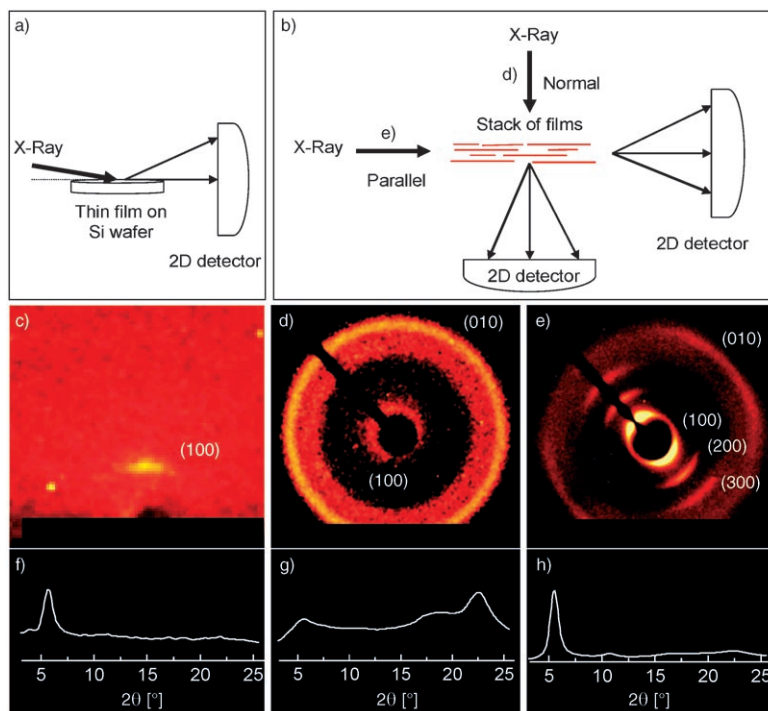 a)
X-Ray
Thin film on
Si wafer
2D detector
b)
X-Ray
d)
Normal
Stack of films
X-Ray
e)
Parallel
2D detector
2D detector
c)
(100)
d)
(010)
(100)
e)
(010)
(100)
(200)
(300)
f)
5 10 15 20 25
2θ [°]
g)
5 10 15 20 25
2θ [°]
h)
5 10 15 20 25
2θ [°]